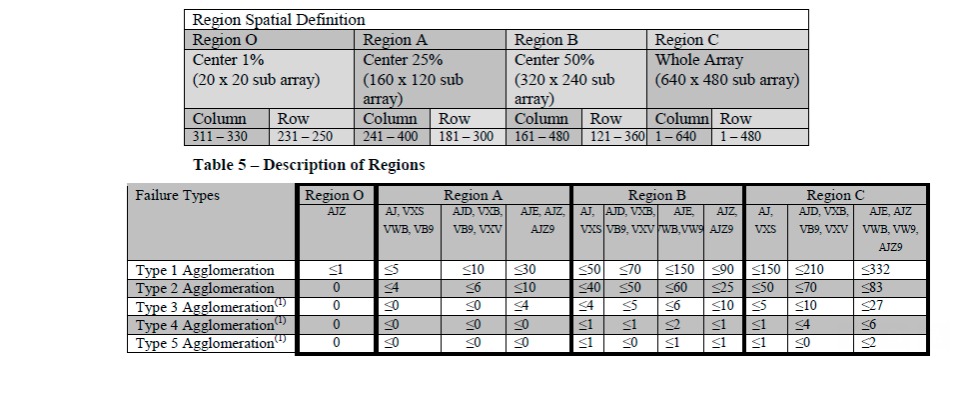 Region Spatial Definition
Region O Region A Region B Region C
Center 1% Center 25% Center 50% Whole Array
(20 x 20 sub array) (160 x 120 sub (320 x 240 sub (640 x 480 sub array)
array) array)
Column Row Column Row Column Row Column Row
311 – 330 231 – 250 241 – 400 181 – 300 161 – 480 121 – 360 1 – 640 1 – 480
Table 5 – Description of Regions
Failure Types Region O Region A Region B Region C
AJZ AJ, VXS AJD, VXB, AJE, AJZ, AJ, AJD, VXB, AJE, AJZ, AJ, AJD, VXB, AJE, AJZ
VWB, VB9 VB9, VXV AJZ9 VXS VB9, VXV VWB,VW9 AJZ9 VXS VB9, VXV VWB, VW9,
AJZ9
Type 1 Agglomeration ≤1 ≤5 ≤10 ≤30 ≤50 ≤70 ≤150 ≤90 ≤150 ≤210 ≤332
Type 2 Agglomeration 0 ≤4 ≤6 ≤10 ≤40 ≤50 ≤60 ≤25 ≤50 ≤70 ≤83
Type 3 Agglomeration(1) 0 ≤0 ≤0 ≤4 ≤4 ≤5 ≤6 ≤10 ≤5 ≤10 ≤27
Type 4 Agglomeration(1) 0 ≤0 ≤0 ≤0 ≤1 ≤1 ≤2 ≤1 ≤1 ≤4 ≤6
Type 5 Agglomeration(1) 0 ≤0 ≤0 ≤0 ≤1 ≤0 ≤1 ≤1 ≤1 ≤0 ≤2